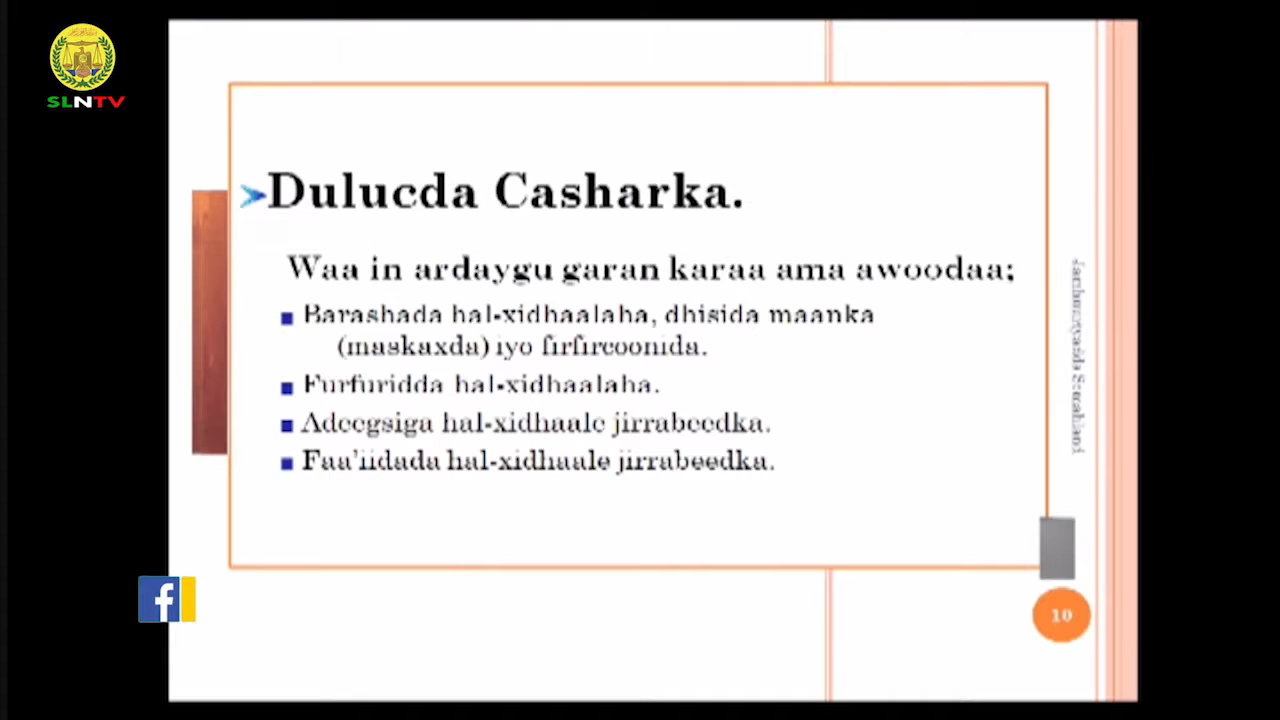 SLNTV
Dulucda Casharka.
Waa in ardaygu garan karaa ama awoodaa;
Barashada hal-xidhaalaha, dhisida maanka
(maskaxda) iyo firfircoonida.
Furfuridda hal-xidhaalaha.
Adeegsiga hal-xidhaale jirrabeedka.
Faa'iidada hal-xidhaale jirrabeedka.
10